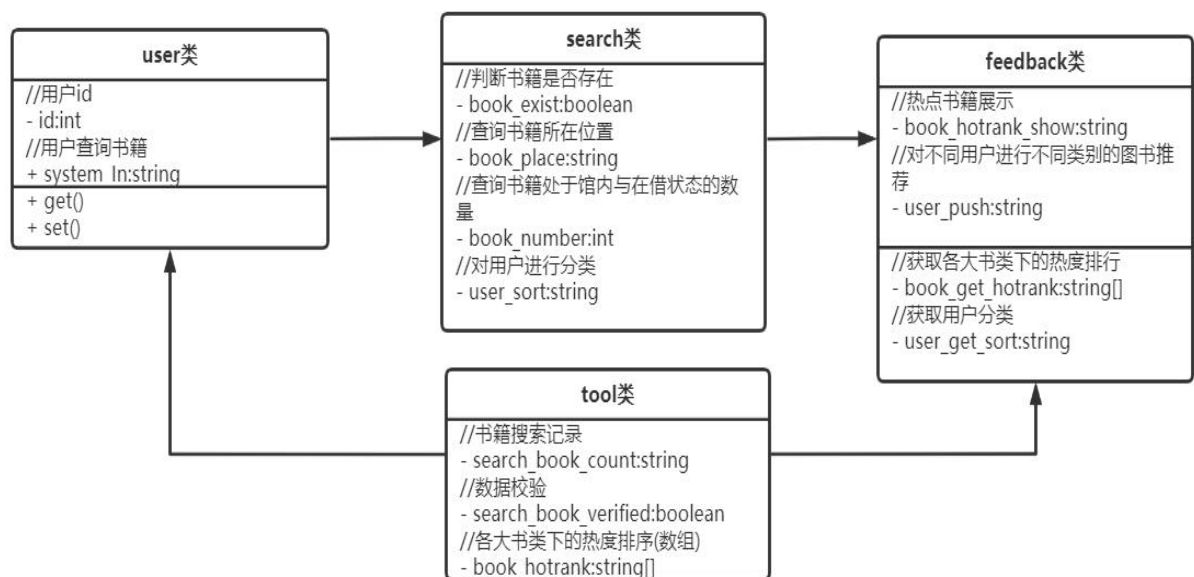 user类
//用户id
- id:int
//用户查询书籍
+ system_In:string
+ get()
+ set()
search类
//判断书籍是否存在
- book_exist:boolean
//查询书籍所在位置
- book_place:string
//查询书籍处于馆内与在借状态的数
量
- book_number:int
//对用户进行分类
- user_sort:string
feedback类
//热点书籍展示
- book_hotrank_show:string
//对不同用户进行不同类别的图书推
荐
- user_push:string
//获取各大书类下的热度排行
- book_get_hotrank:string[]
//获取用户分类
- user_get_sort:string
tool类
//书籍搜索记录
- search_book_count:string
//数据校验
- search_book_verified:boolean
//各大书类下的热度排序(数组)
- book_hotrank:string[]